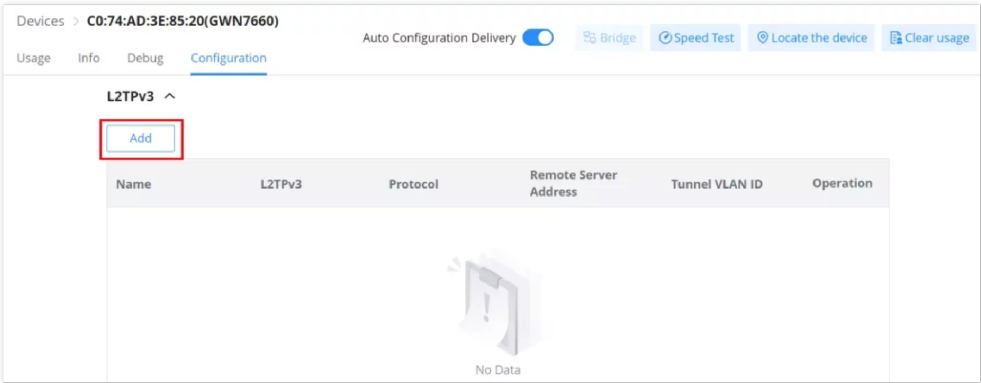 Devices > C0:74:AD:3E:85:20(GWN7660)
Auto Configuration Delivery Bridge Speed Test Locate the device Clear usage
Usage Info Debug Configuration
L2TPv3
Add
Name L2TPv3 Protocol Remote Server Address Tunnel VLAN ID Operation
No Data